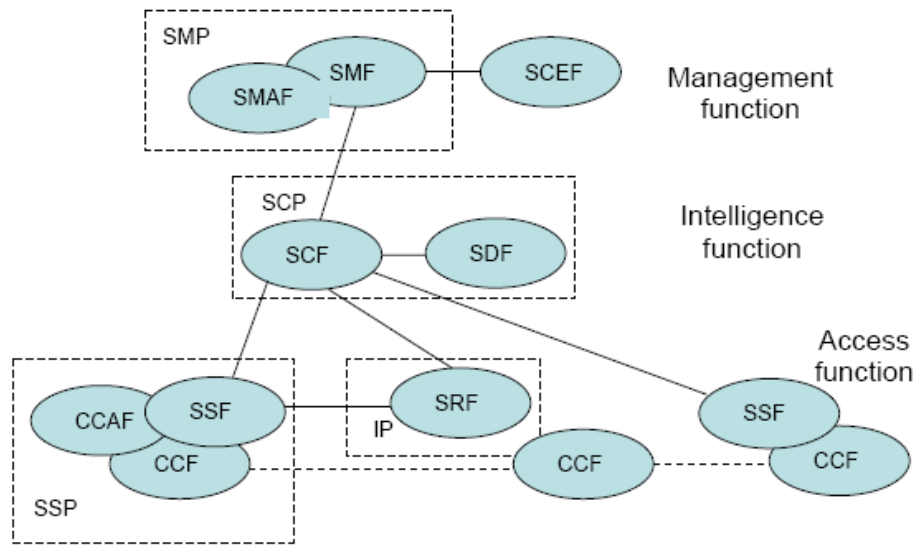 SMP
SMF
SCEF
SMAF
Management
function
SCP
SCF
SDF
Intelligence
function
Access
function
CCAF
SSF
SRF
SSF
IP
CCF
CCF
CCF
SSP